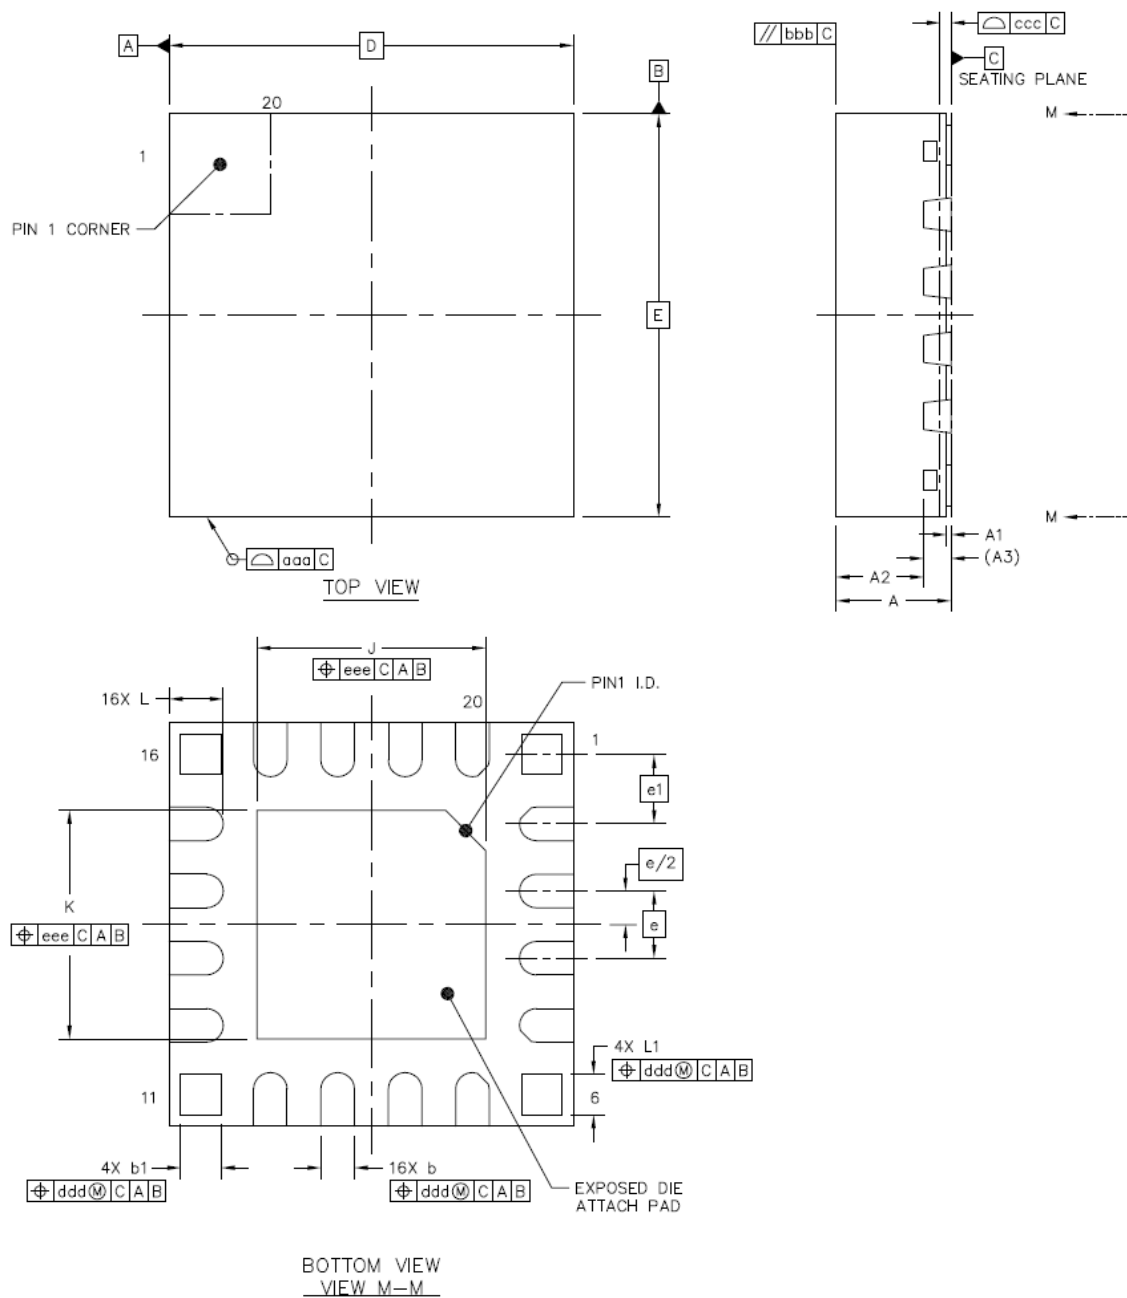 A
D
B
20
1
PIN 1 CORNER
E
aaa C
TOP VIEW
// bbb C
ccc C
C
SEATING PLANE
M
M
A1
(A3)
A2
A
J
eee C A B
16X L
20
PIN1 I.D.
16
1
e1
e/2
e
K
eee C A B
4X L1
ddd Ⓜ C A B
11
6
4X b1
ddd Ⓜ C A B
16X b
ddd Ⓜ C A B
EXPOSED DIE
ATTACH PAD
BOTTOM VIEW
VIEW M–M